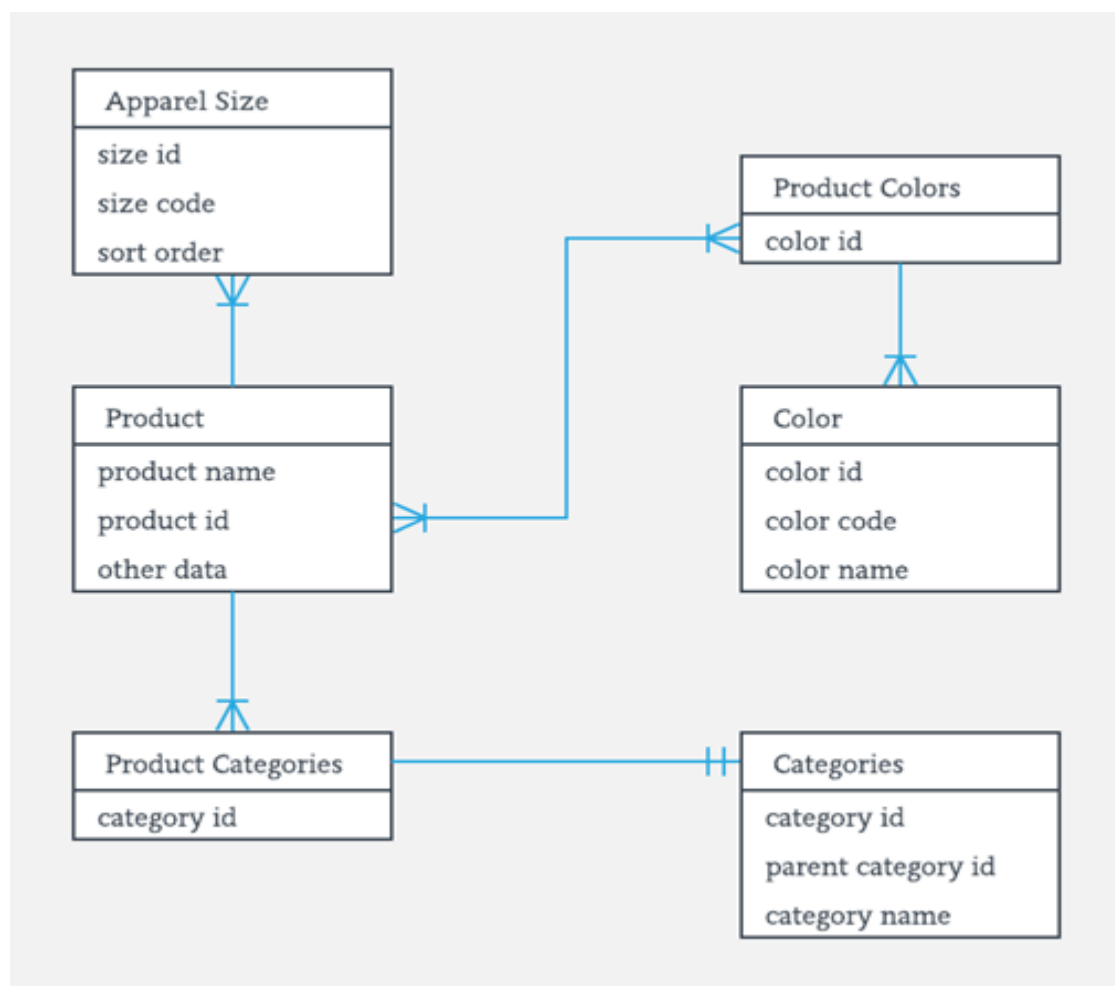 Apparel Size
size id
size code
sort order
Product Colors
color id
Product
product name
product id
other data
Color
color id
color code
color name
Product Categories
category id
Categories
category id
parent category id
category name